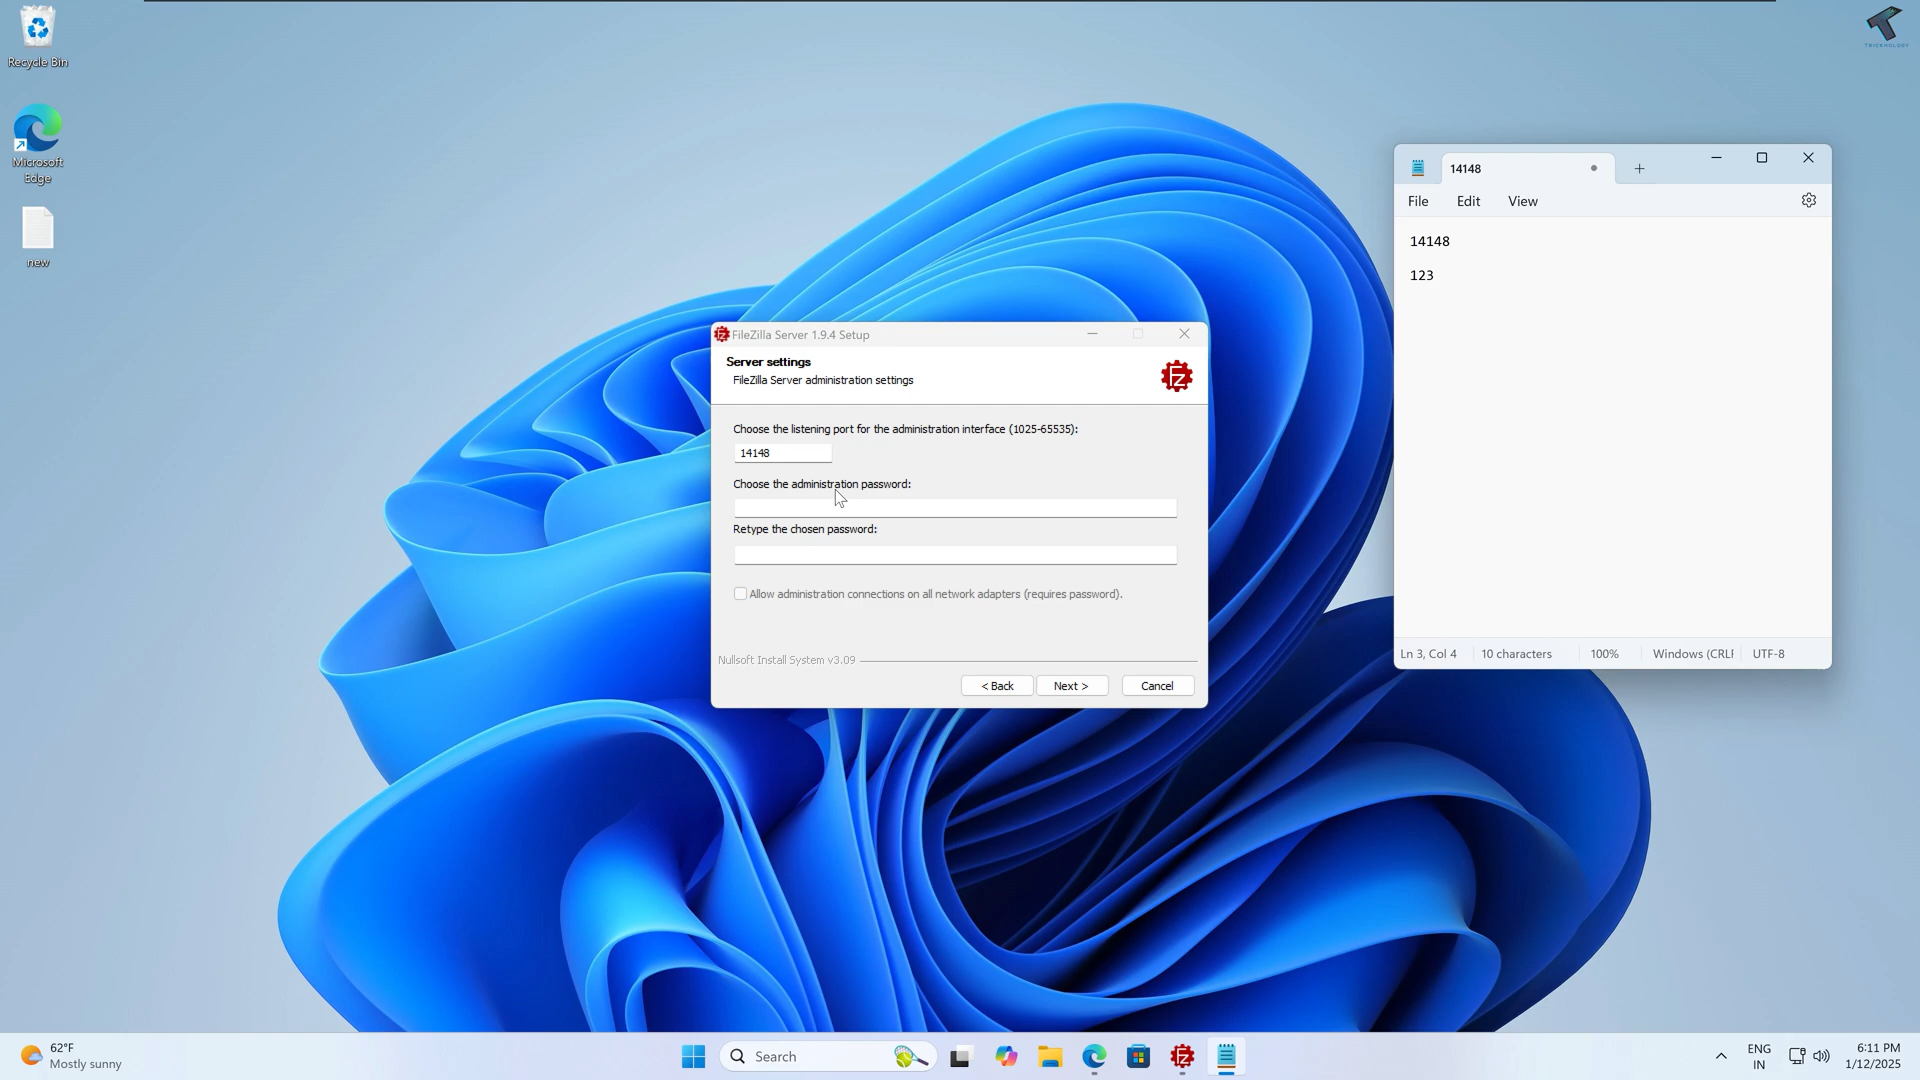 Recycle Bin
Microsoft
Edge
new
TRICKNOLOGY
14148
File Edit View
14148
123
Ln 3, Col 4 10 characters 100% Windows (CRLF UTF-8
FileZilla Server 1.9.4 Setup
Server settings
FileZilla Server administration settings
Choose the listening port for the administration interface (1025-65535):
14148
Choose the administration password:
Retype the chosen password:
Allow administration connections on all network adapters (requires password).
Nullsoft Install System v3.09
< Back Next > Cancel
62°F
Mostly sunny
Search
ENG
IN
6:11 PM
1/12/2025